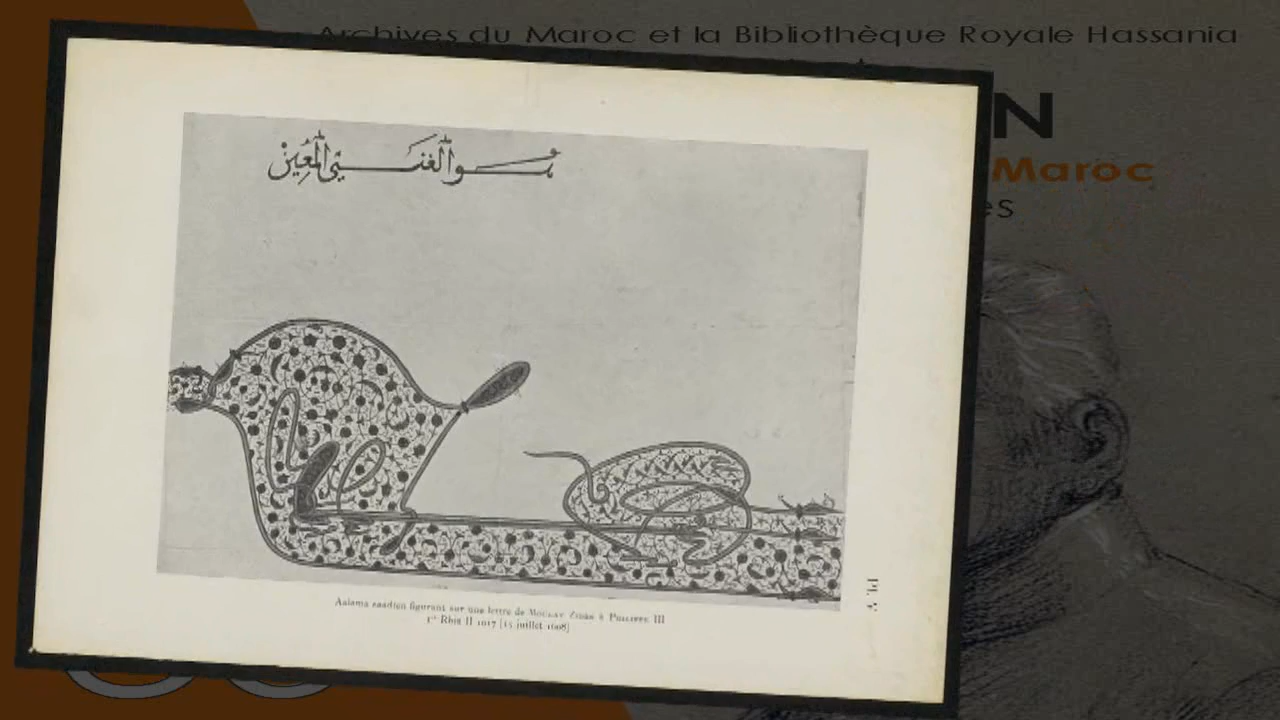 Archives du Maroc et la Bibliothèque Royale Hassania
N
Maroc
es
هو الغني المعين
Aalama saadien figurant sur une lettre de MOULAY ZIDAN à PHILIPPE III
1er Rbia II 1017 [15 juillet 1608]
Pl. V